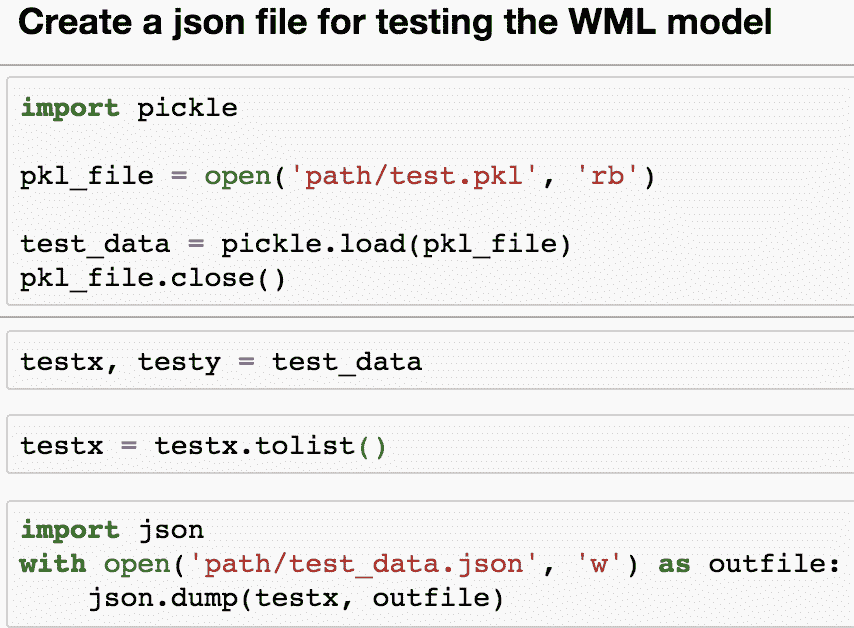 Create a json file for testing the WML model
import pickle
pkl_file = open('path/test.pkl', 'rb')
test_data = pickle.load(pkl_file)
pkl_file.close()
testx, testy = test_data
testx = testx.tolist()
import json
with open('path/test_data.json', 'w') as outfile:
    json.dump(testx, outfile)